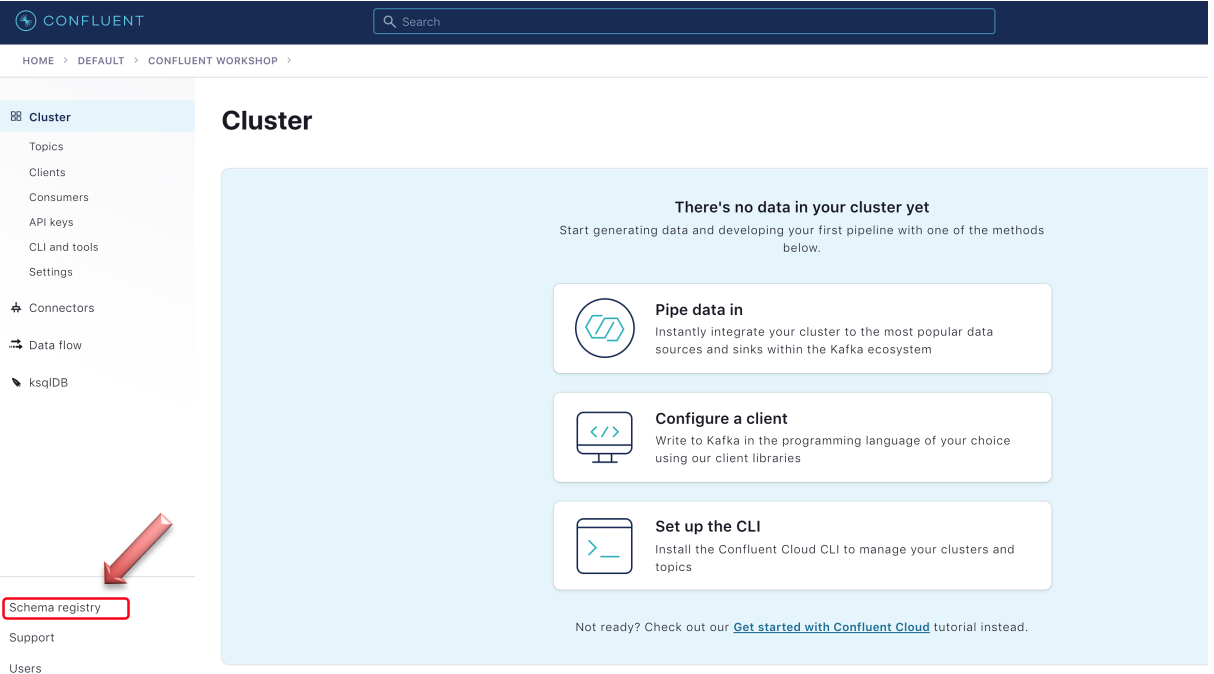 CONFLUENT
Search
HOME > DEFAULT > CONFLUENT WORKSHOP >
Cluster
Topics
Clients
Consumers
API keys
CLI and tools
Settings
Connectors
Data flow
ksqlDB
Schema registry
Support
Users
Cluster
There's no data in your cluster yet
Start generating data and developing your first pipeline with one of the methods
below.
Pipe data in
Instantly integrate your cluster to the most popular data
sources and sinks within the Kafka ecosystem
</>
Configure a client
Write to Kafka in the programming language of your choice
using our client libraries
>_
Set up the CLI
Install the Confluent Cloud CLI to manage your clusters and
topics
Not ready? Check out our Get started with Confluent Cloud tutorial instead.